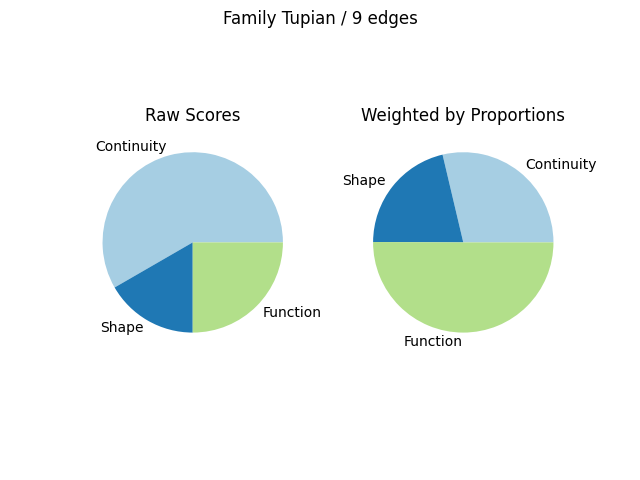 Family Tupian / 9 edges
Raw Scores
Continuity
Shape
Function
Weighted by Proportions
Continuity
Shape
Function